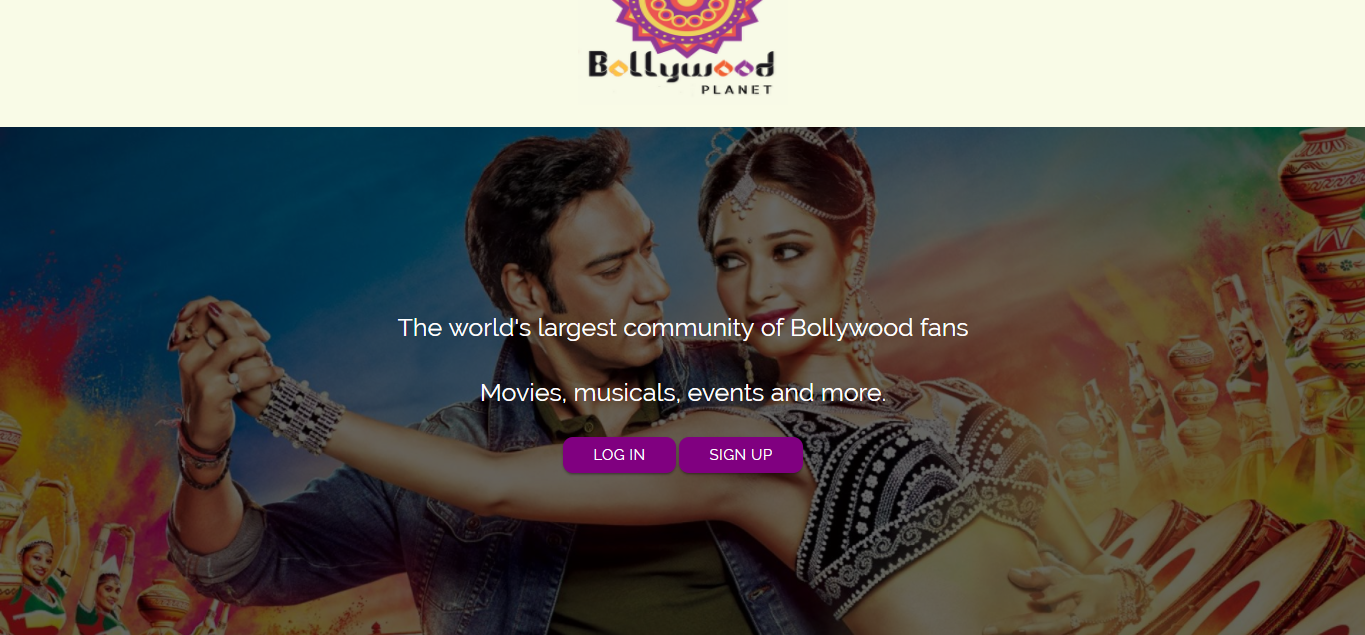 Bollywood
PLANET
The world's largest community of Bollywood fans
Movies, musicals, events and more.
LOG IN SIGN UP